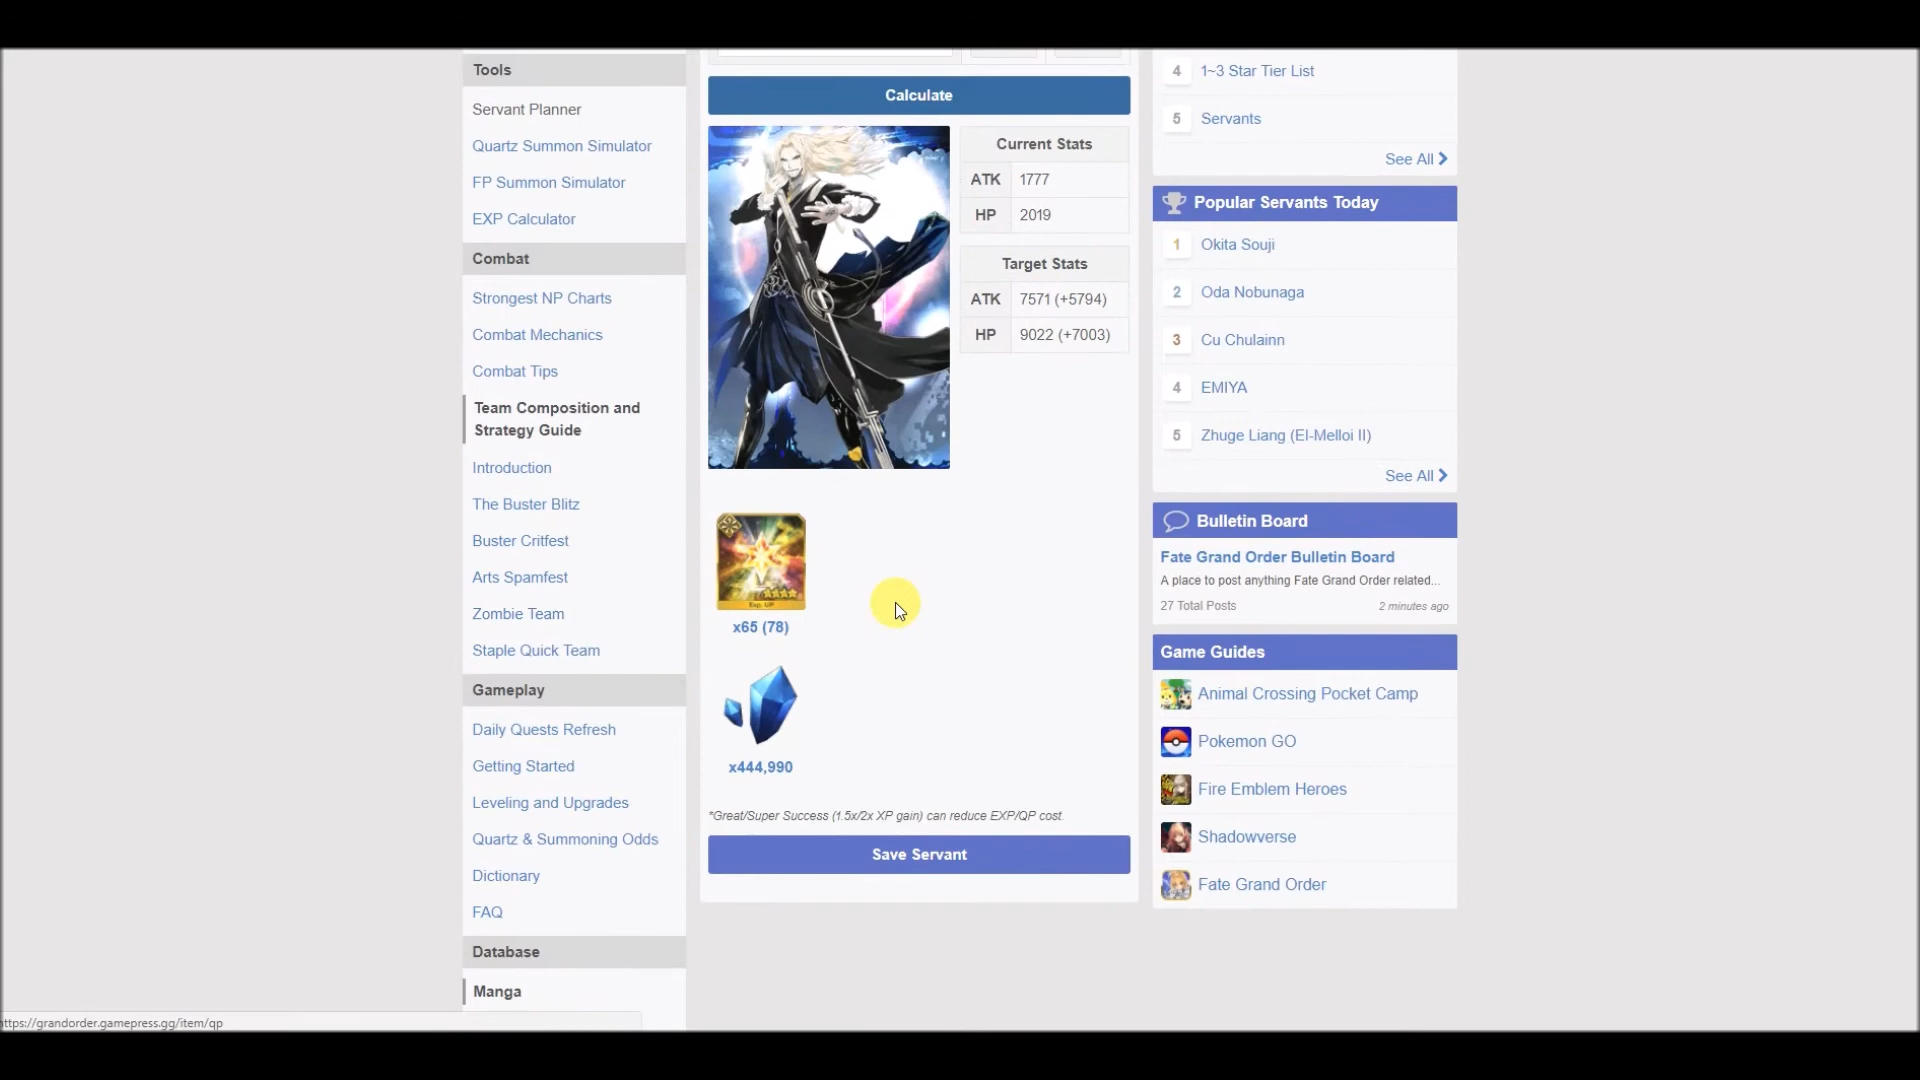 Tools
Servant Planner
Quartz Summon Simulator
FP Summon Simulator
EXP Calculator
Combat
Strongest NP Charts
Combat Mechanics
Combat Tips
Team Composition and
Strategy Guide
Introduction
The Buster Blitz
Buster Critfest
Arts Spamfest
Zombie Team
Staple Quick Team
Gameplay
Daily Quests Refresh
Getting Started
Leveling and Upgrades
Quartz & Summoning Odds
Dictionary
FAQ
Database
Manga
https://grandorder.gamepress.gg/item/qp
Calculate
Current Stats
ATK 1777
HP 2019
Target Stats
ATK 7571 (+5794)
HP 9022 (+7003)
Exp. UP
x65 (78)
x444,990
*Great/Super Success (1.5x/2x XP gain) can reduce EXP/QP cost.
Save Servant
4 1~3 Star Tier List
5 Servants
See All
Popular Servants Today
1 Okita Souji
2 Oda Nobunaga
3 Cu Chulainn
4 EMIYA
5 Zhuge Liang (El-Melloi II)
See All
Bulletin Board
Fate Grand Order Bulletin Board
A place to post anything Fate Grand Order related...
27 Total Posts 2 minutes ago
Game Guides
Animal Crossing Pocket Camp
Pokemon GO
Fire Emblem Heroes
Shadowverse
Fate Grand Order